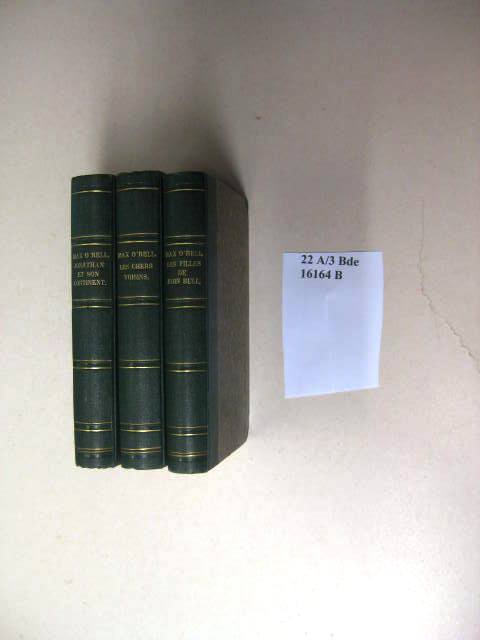 MAX O'RELL.
JONATHAN
ET SON
CONTINENT.
MAX O'RELL.
LES CHERS
VOISINS.
MAX O'RELL.
LES FILLES
DE
JOHN BULL.
22 A/3 Bde
16164 B